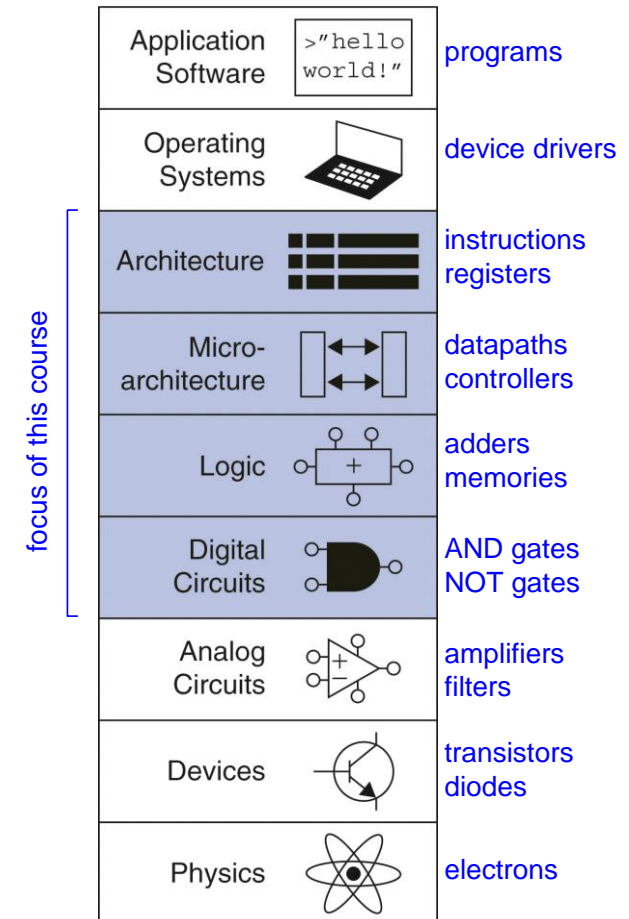 Application
Software
>"hello
world!"
programs
Operating
Systems
device drivers
focus of this course
Architecture
instructions
registers
Micro-
architecture
datapaths
controllers
Logic
+
adders
memories
Digital
Circuits
AND gates
NOT gates
Analog
Circuits
+
−
amplifiers
filters
Devices
transistors
diodes
Physics
electrons